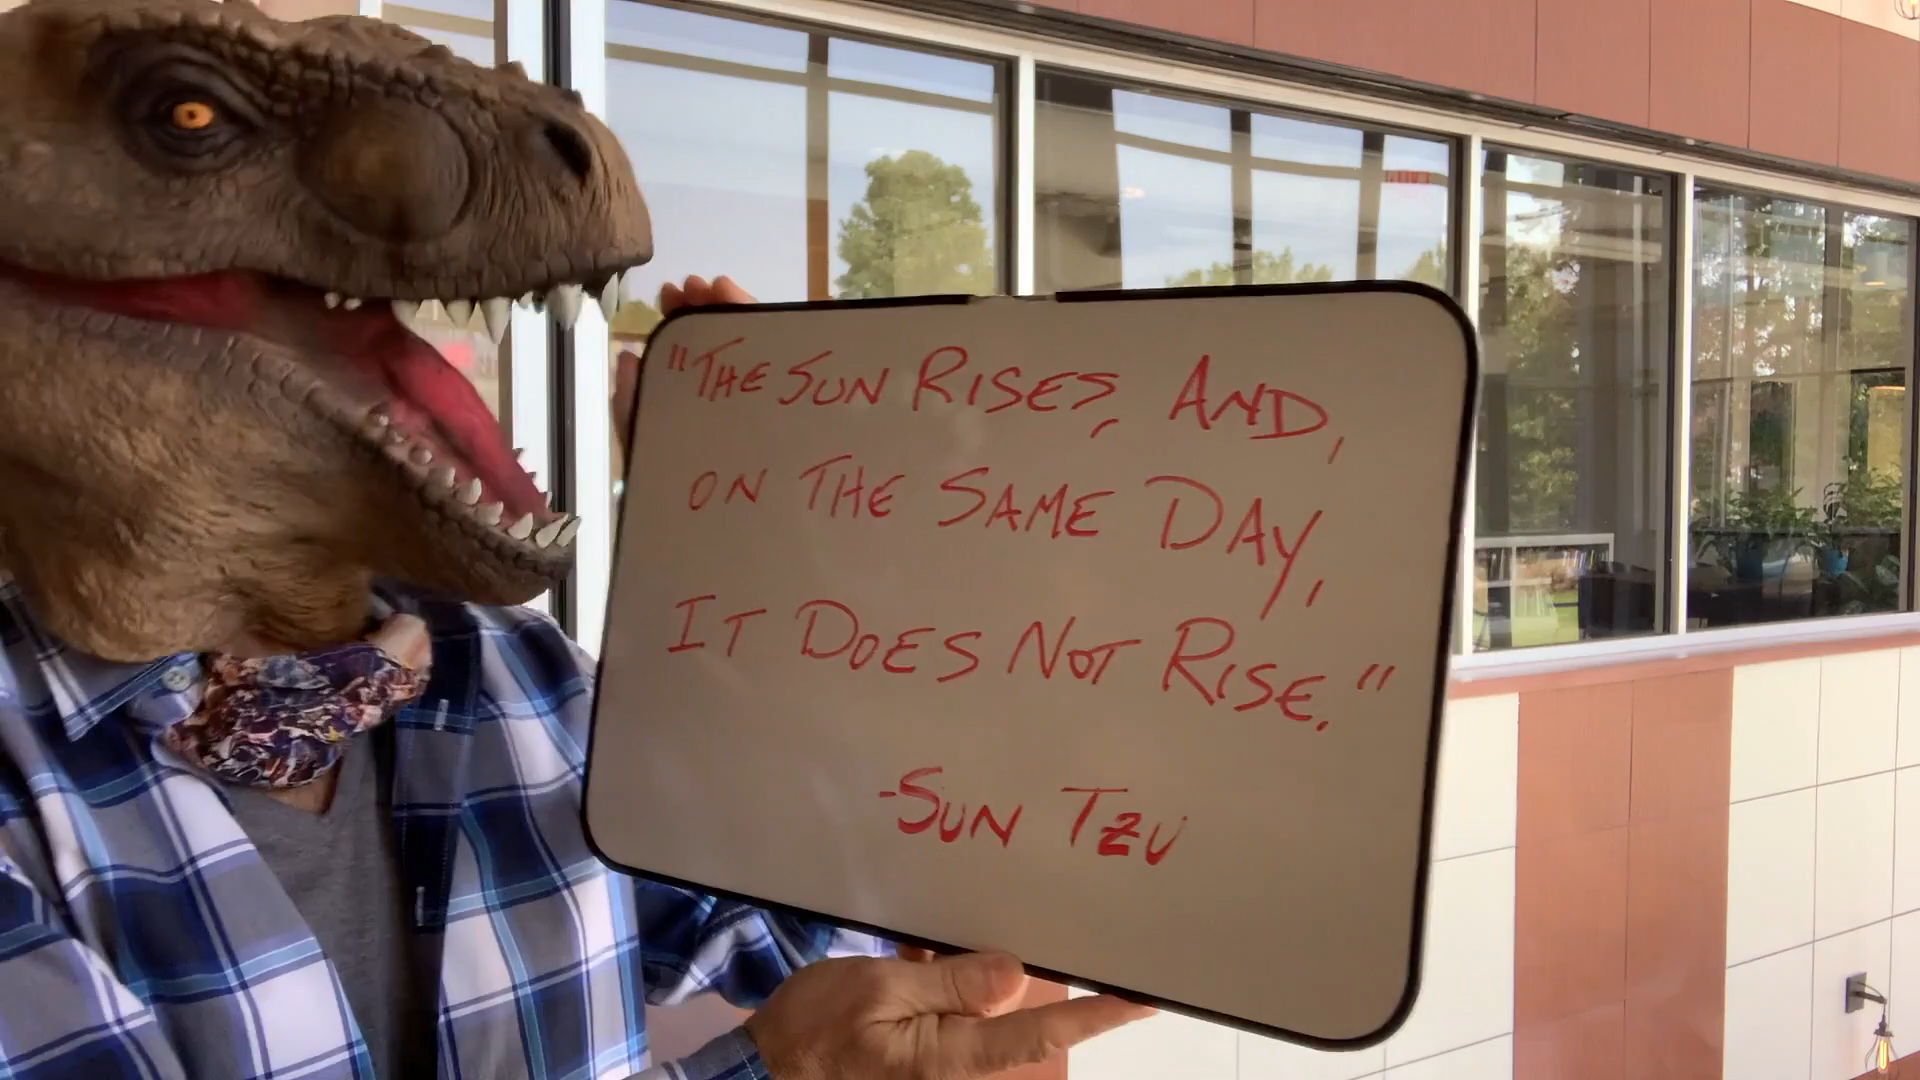 "THE SUN RISES, AND,
ON THE SAME DAY,
IT DOES NOT RISE."
-SUN TZU